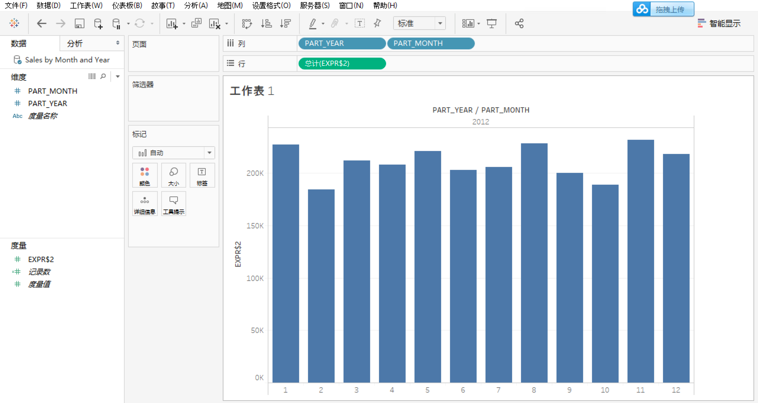 文件(F) 数据(D) 工作表(W) 仪表板(B) 故事(T) 分析(A) 地图(M) 设置格式(O) 服务器(S) 窗口(N) 帮助(H)
拖拽上传
标准
智能显示
数据 分析
Sales by Month and Year
维度
# PART_MONTH
# PART_YEAR
Abc 度量名称
度量
# EXPR$2
=# 记录数
# 度量值
页面
筛选器
标记
自动
颜色 大小 标签
详细信息 工具提示
列 PART_YEAR PART_MONTH
行 总计(EXPR$2)
工作表 1
PART_YEAR / PART_MONTH
2012
EXPR$2
200K
150K
100K
50K
0K
1 2 3 4 5 6 7 8 9 10 11 12